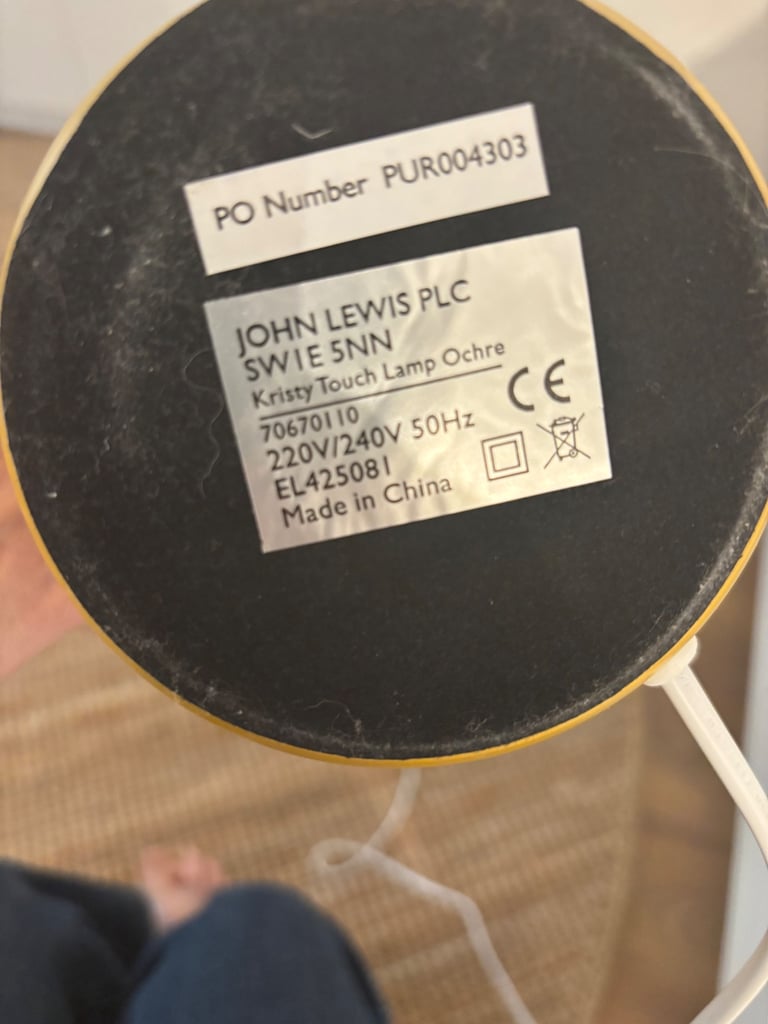 PO Number PUR004303
JOHN LEWIS PLC
SW1E 5NN
Kristy Touch Lamp Ochre
70670110
220V/240V 50Hz
EL425081
Made in China
CE